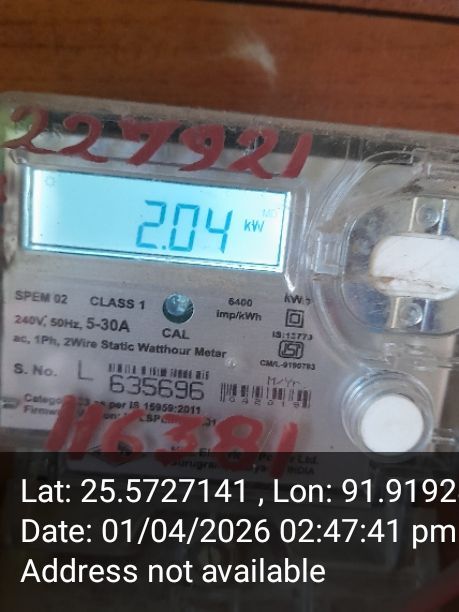 227921
2.04 kW
MD
SPEM 02 CLASS 1 6400 imp/kWh
240V, 50Hz, 5-30A CAL IS:13779
ac, 1Ph, 2Wire Static Watthour Meter
CM/L-9190793
S. No. L 635696 M/Yr.
as per IS 15959:2011
116381
INDIA
Lat: 25.5727141 , Lon: 91.9192
Date: 01/04/2026 02:47:41 pm
Address not available